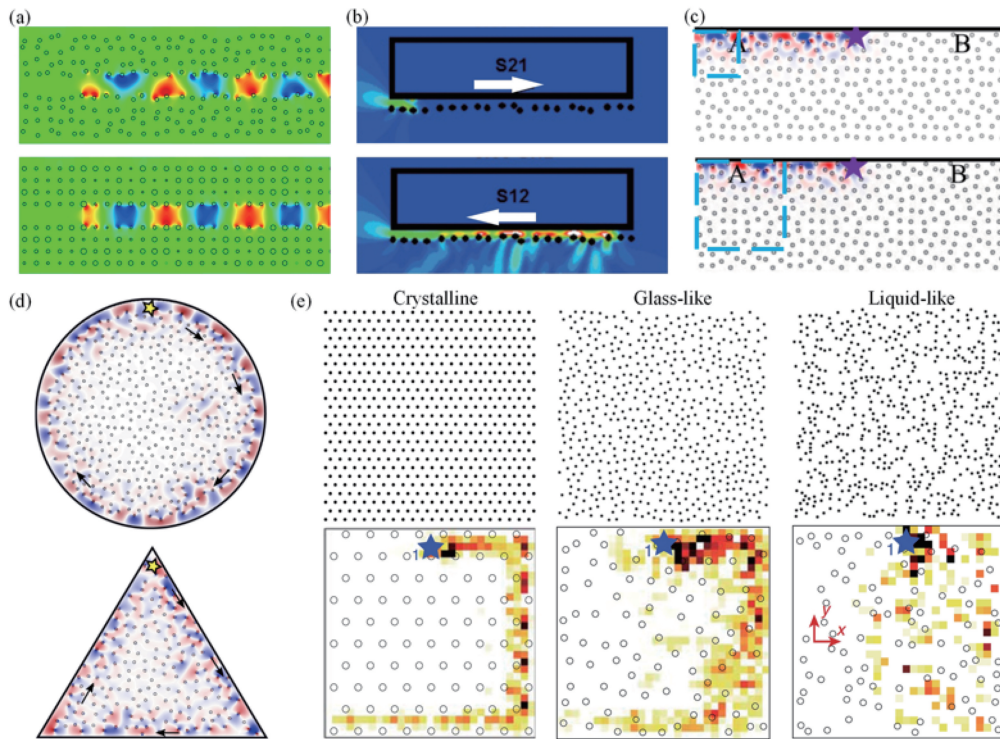 (a)
(b)
S21
S12
(c)
A
B
A
B
(d)
(e)
Crystalline
Glass-like
Liquid-like
1
1
1
y
x